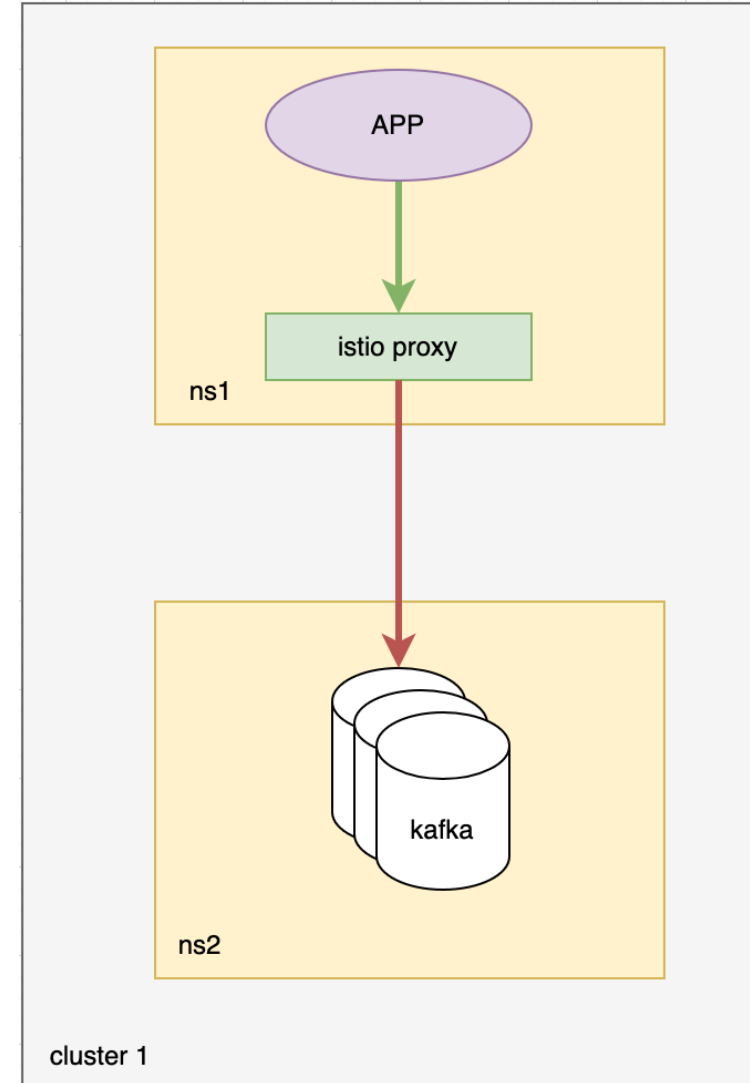 APP
istio proxy
ns1
kafka
ns2
cluster 1